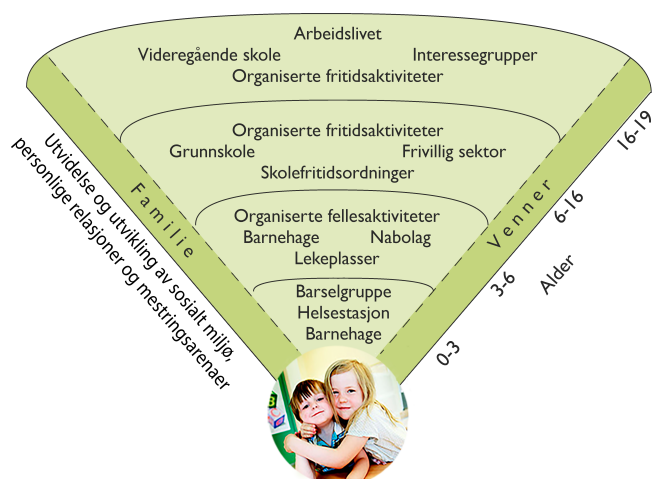 Arbeidslivet
Videregående skole Interessegrupper
Organiserte fritidsaktiviteter
Organiserte fritidsaktiviteter
Grunnskole Frivillig sektor
Skolefritidsordninger
Organiserte fellesaktiviteter
Barnehage Nabolag
Lekeplasser
Barselgruppe
Helsestasjon
Barnehage
Familie
Venner
Utvidelse og utvikling av sosialt miljø,
personlige relasjoner og mestringsarenaer
16-19
6-16
3-6
0-3
Alder